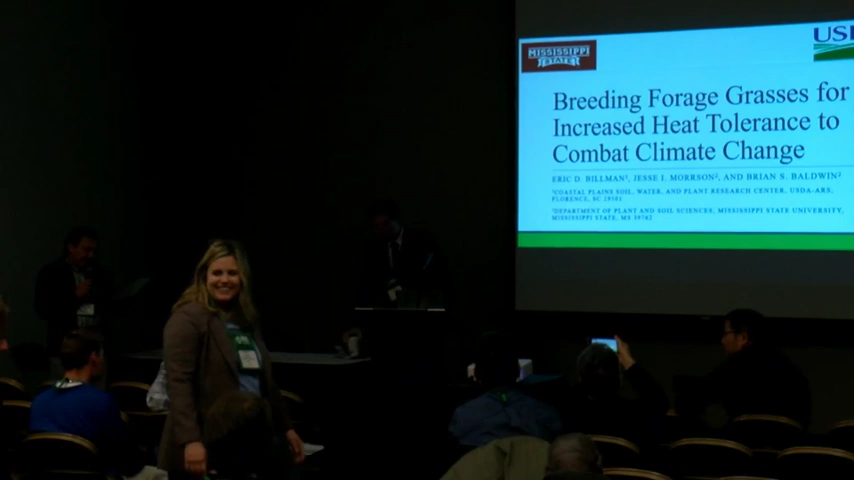 MISSISSIPPI
STATE
Breeding Forage Grasses for
Increased Heat Tolerance to
Combat Climate Change
ERIC D. BILLMAN¹, JESSE I. MORRSON², AND BRIAN S. BALDWIN²
¹COASTAL PLAINS SOIL, WATER, AND PLANT RESEARCH CENTER, USDA-ARS,
FLORENCE, SC 29501
²DEPARTMENT OF PLANT AND SOIL SCIENCES, MISSISSIPPI STATE UNIVERSITY,
MISSISSIPPI STATE, MS 39762